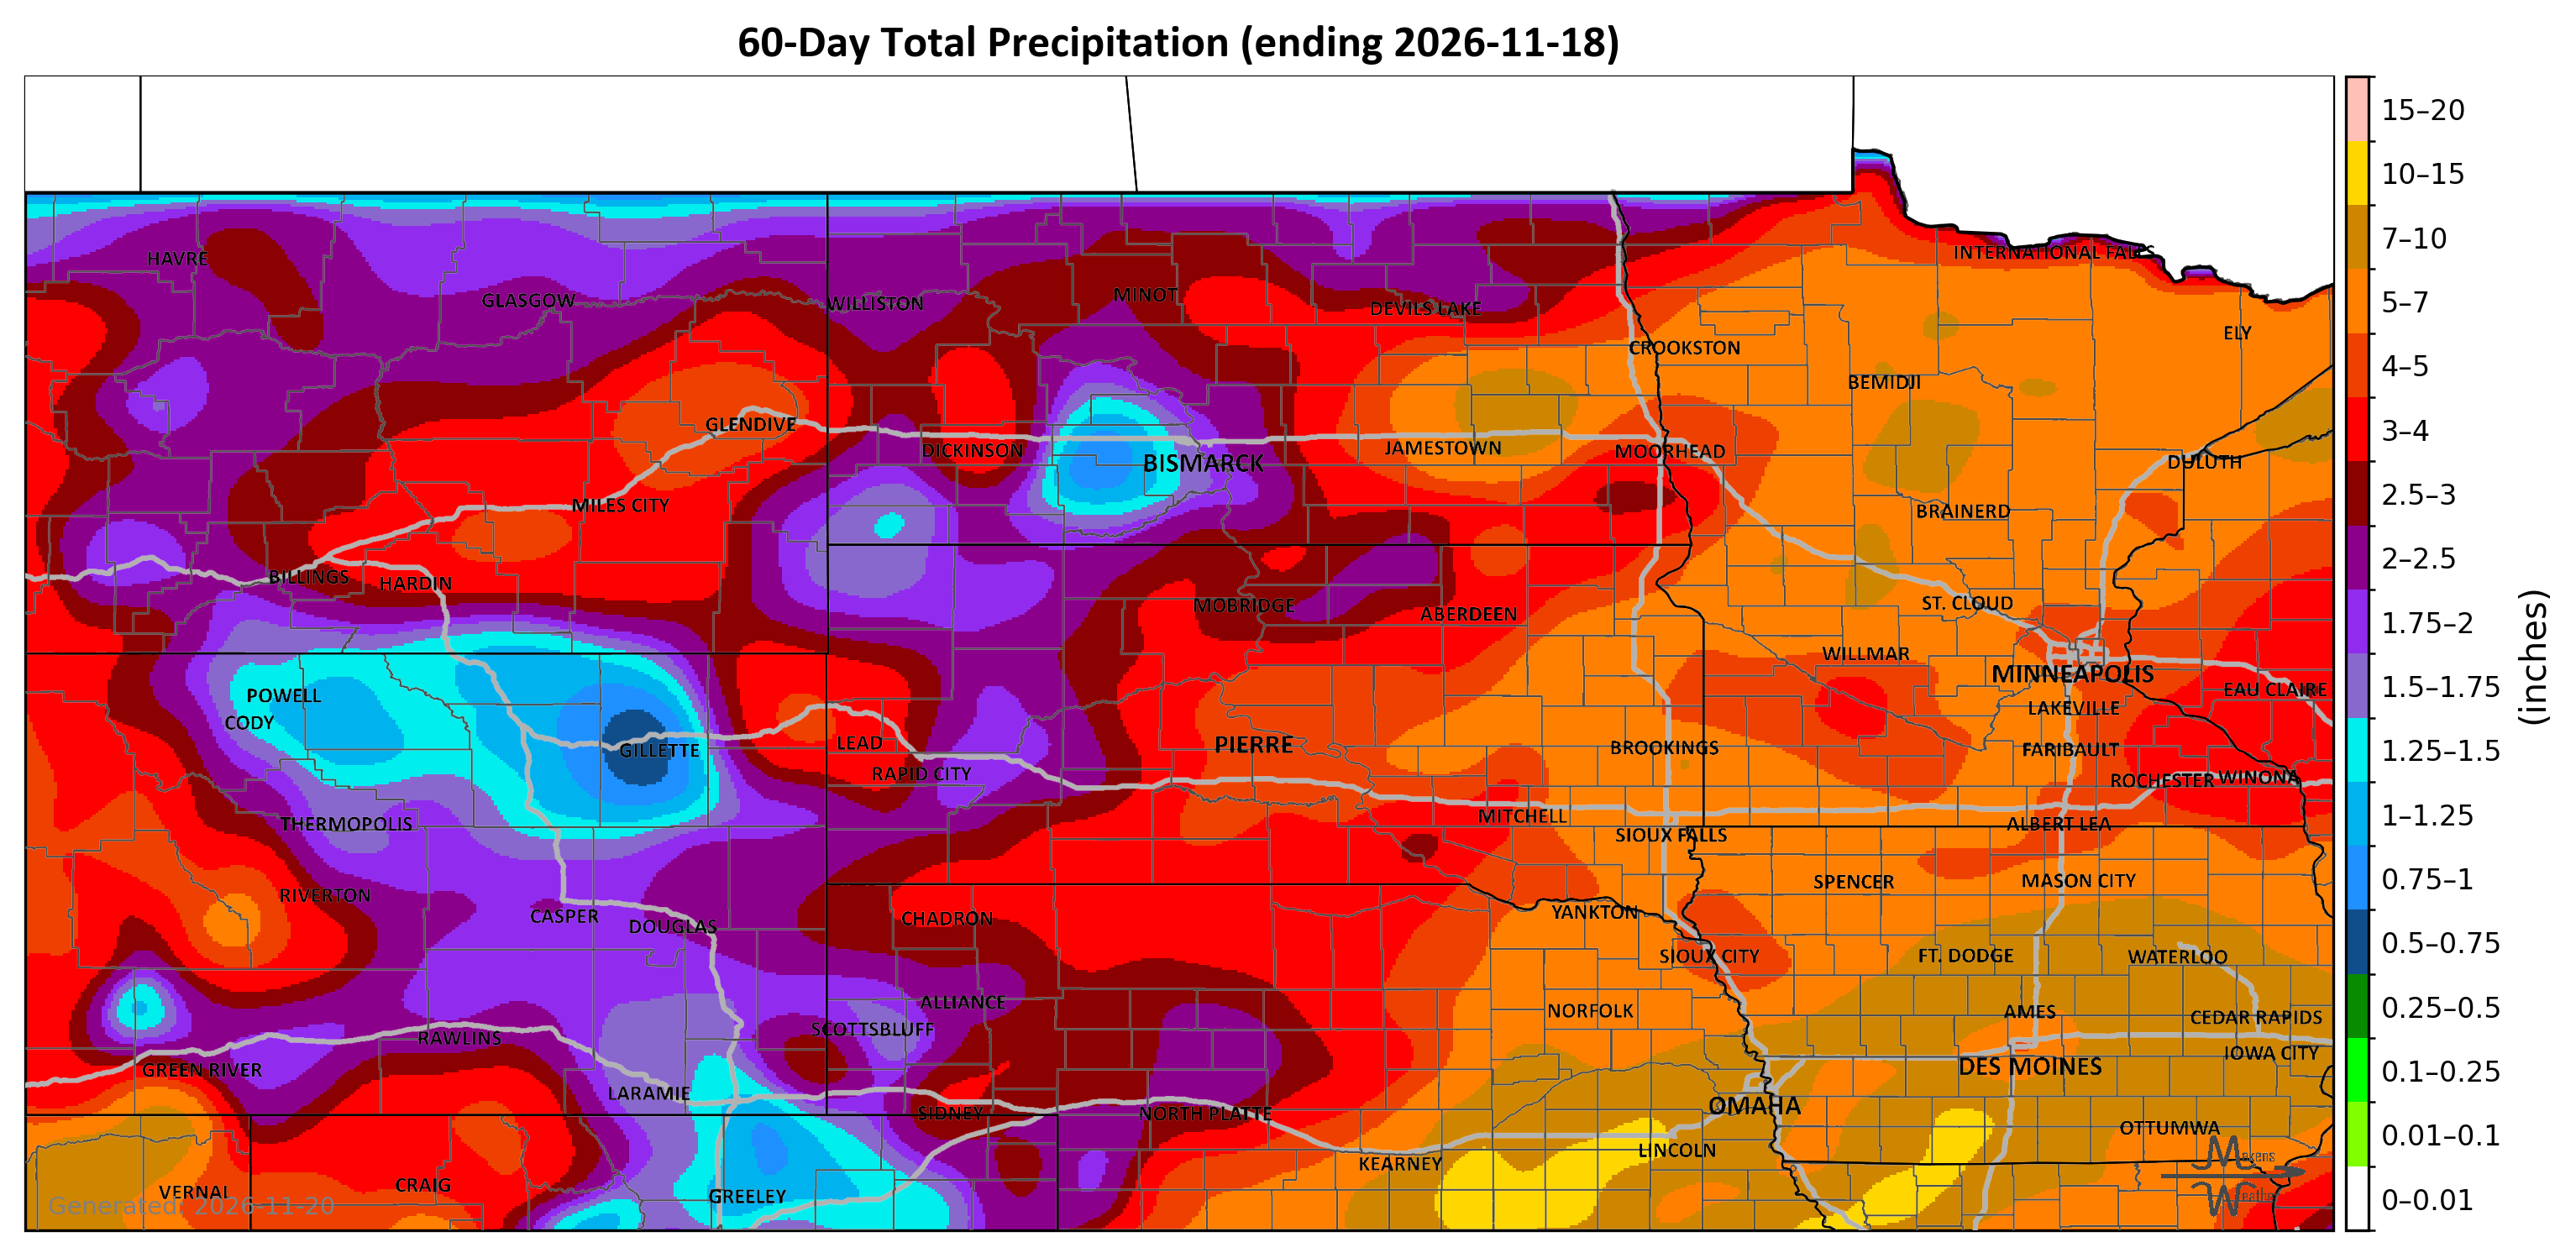 60-Day Total Precipitation (ending 2026-11-18)
HAVRE
GLASGOW
WILLISTON
MINOT
DEVILS LAKE
INTERNATIONAL FALLS
ELY
CROOKSTON
BEMIDJI
GLENDIVE
DICKINSON
BISMARCK
JAMESTOWN
MOORHEAD
DULUTH
MILES CITY
BRAINERD
BILLINGS
HARDIN
MOBRIDGE
ABERDEEN
ST. CLOUD
WILLMAR
MINNEAPOLIS
EAU CLAIRE
POWELL
CODY
LAKEVILLE
GILLETTE
LEAD
PIERRE
BROOKINGS
FARIBAULT
RAPID CITY
ROCHESTER
WINONA
THERMOPOLIS
MITCHELL
SIOUX FALLS
ALBERT LEA
RIVERTON
SPENCER
MASON CITY
CASPER
DOUGLAS
CHADRON
YANKTON
SIOUX CITY
FT. DODGE
WATERLOO
ALLIANCE
NORFOLK
AMES
CEDAR RAPIDS
SCOTTSBLUFF
RAWLINS
IOWA CITY
GREEN RIVER
DES MOINES
LARAMIE
SIDNEY
NORTH PLATTE
OMAHA
OTTUMWA
LINCOLN
KEARNEY
VERNAL
CRAIG
GREELEY
Generated: 2026-11-20
Makens
Weather
15–20
10–15
7–10
5–7
4–5
3–4
2.5–3
2–2.5
1.75–2
1.5–1.75
1.25–1.5
1–1.25
0.75–1
0.5–0.75
0.25–0.5
0.1–0.25
0.01–0.1
0–0.01
(inches)